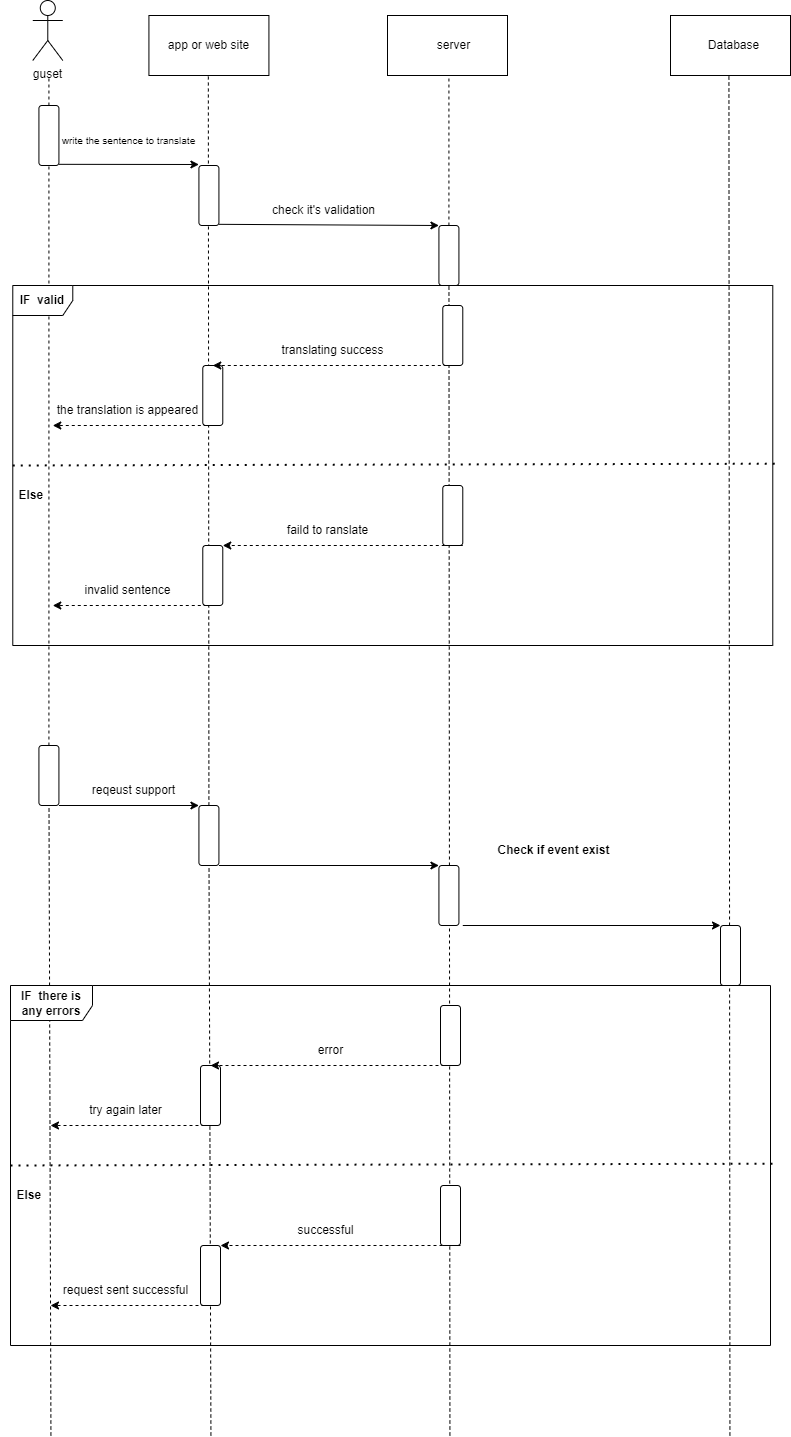 guset
app or web site
server
Database
write the sentence to translate
check it's validation
IF valid
translating success
the translation is appeared
Else
faild to ranslate
invalid sentence
reqeust support
Check if event exist
IF there is
any errors
error
try again later
Else
successful
request sent successful